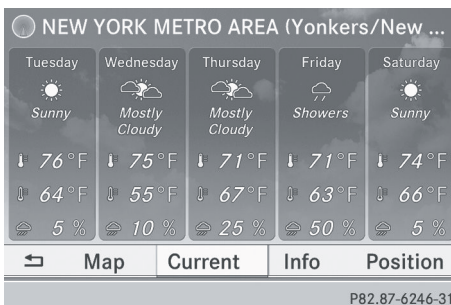 NEW YORK METRO AREA (Yonkers/New ...
Tuesday Wednesday Thursday Friday Saturday
Sunny Mostly Cloudy Mostly Cloudy Showers Sunny
76°F 75°F 71°F 71°F 74°F
64°F 55°F 67°F 63°F 66°F
5 % 10 % 25 % 50 % 5 %
Map Current Info Position
P82.87-6246-31